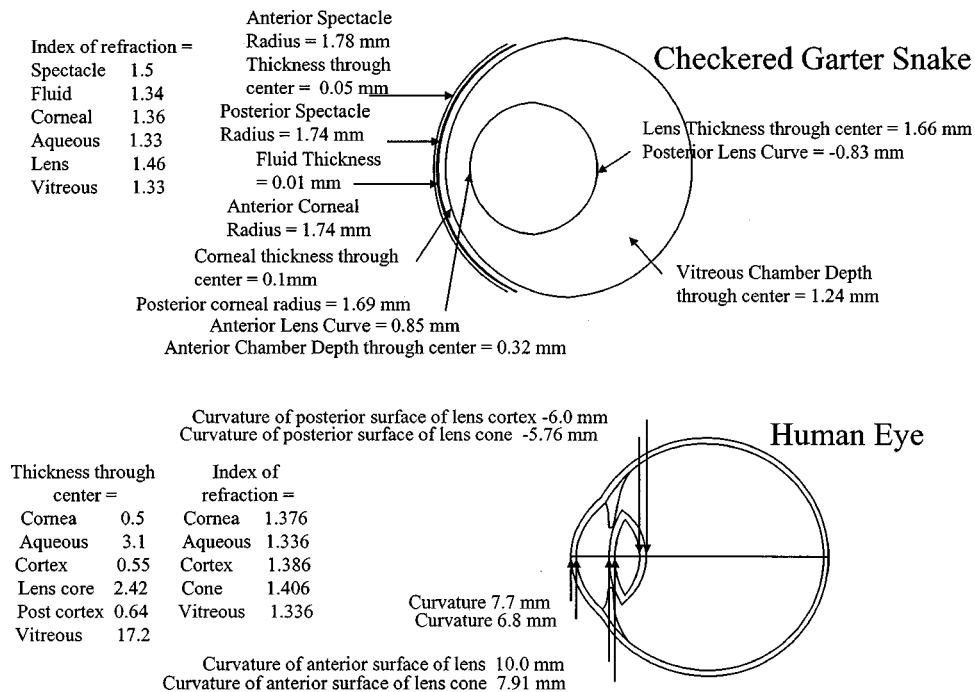 Checkered Garter Snake
Index of refraction =
Spectacle 1.5
Fluid 1.34
Corneal 1.36
Aqueous 1.33
Lens 1.46
Vitreous 1.33
Anterior Spectacle
Radius = 1.78 mm
Thickness through
center = 0.05 mm
Posterior Spectacle
Radius = 1.74 mm
Fluid Thickness
= 0.01 mm
Anterior Corneal
Radius = 1.74 mm
Corneal thickness through
center = 0.1mm
Posterior corneal radius = 1.69 mm
Anterior Lens Curve = 0.85 mm
Anterior Chamber Depth through center = 0.32 mm
Lens Thickness through center = 1.66 mm
Posterior Lens Curve = -0.83 mm
Vitreous Chamber Depth
through center = 1.24 mm
Human Eye
Curvature of posterior surface of lens cortex -6.0 mm
Curvature of posterior surface of lens cone -5.76 mm
Thickness through
center =
Cornea 0.5
Aqueous 3.1
Cortex 0.55
Lens core 2.42
Post cortex 0.64
Vitreous 17.2
Index of
refraction =
Cornea 1.376
Aqueous 1.336
Cortex 1.386
Cone 1.406
Vitreous 1.336
Curvature 7.7 mm
Curvature 6.8 mm
Curvature of anterior surface of lens 10.0 mm
Curvature of anterior surface of lens cone 7.91 mm